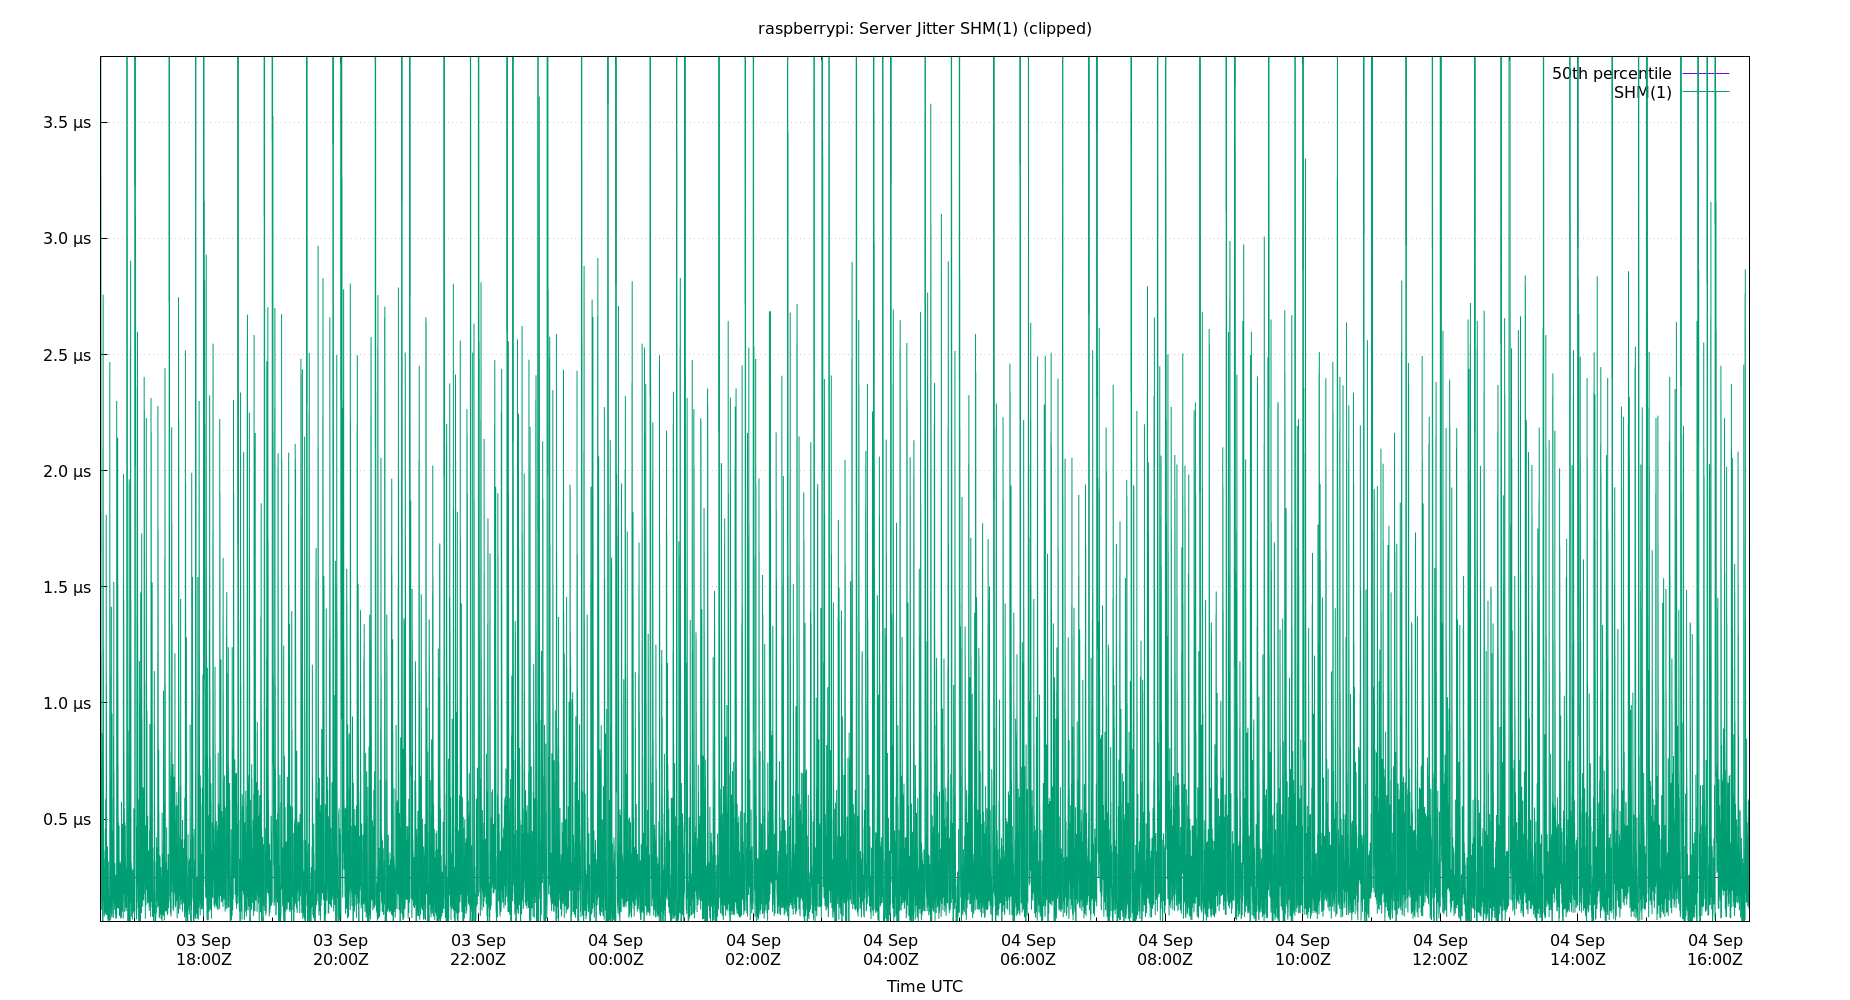 raspberrypi: Server Jitter SHM(1) (clipped)
50th percentile
SHM(1)
3.5 μs
3.0 μs
2.5 μs
2.0 μs
1.5 μs
1.0 μs
0.5 μs
03 Sep 03 Sep 03 Sep 04 Sep 04 Sep 04 Sep 04 Sep 04 Sep 04 Sep 04 Sep 04 Sep 04 Sep
18:00Z 20:00Z 22:00Z 00:00Z 02:00Z 04:00Z 06:00Z 08:00Z 10:00Z 12:00Z 14:00Z 16:00Z
Time UTC